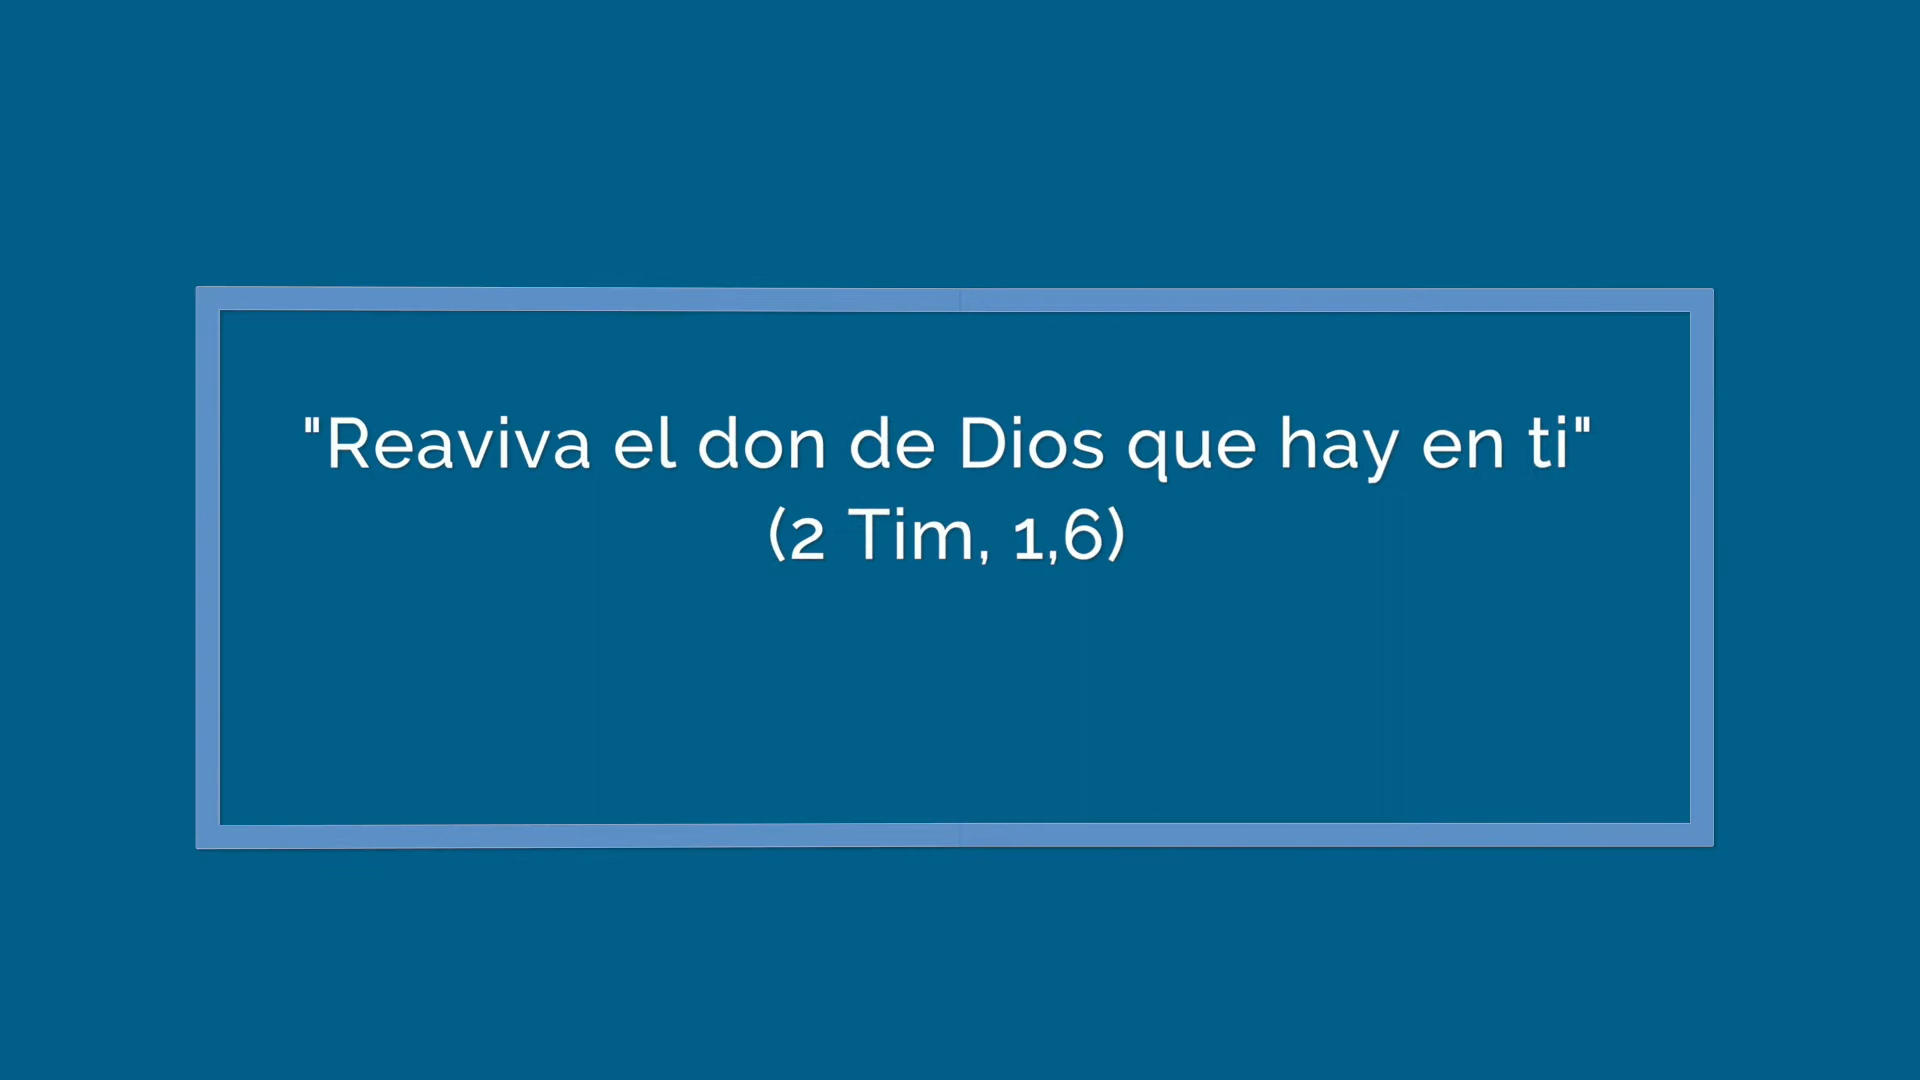 "Reaviva el don de Dios que hay en ti"
(2 Tim, 1,6)